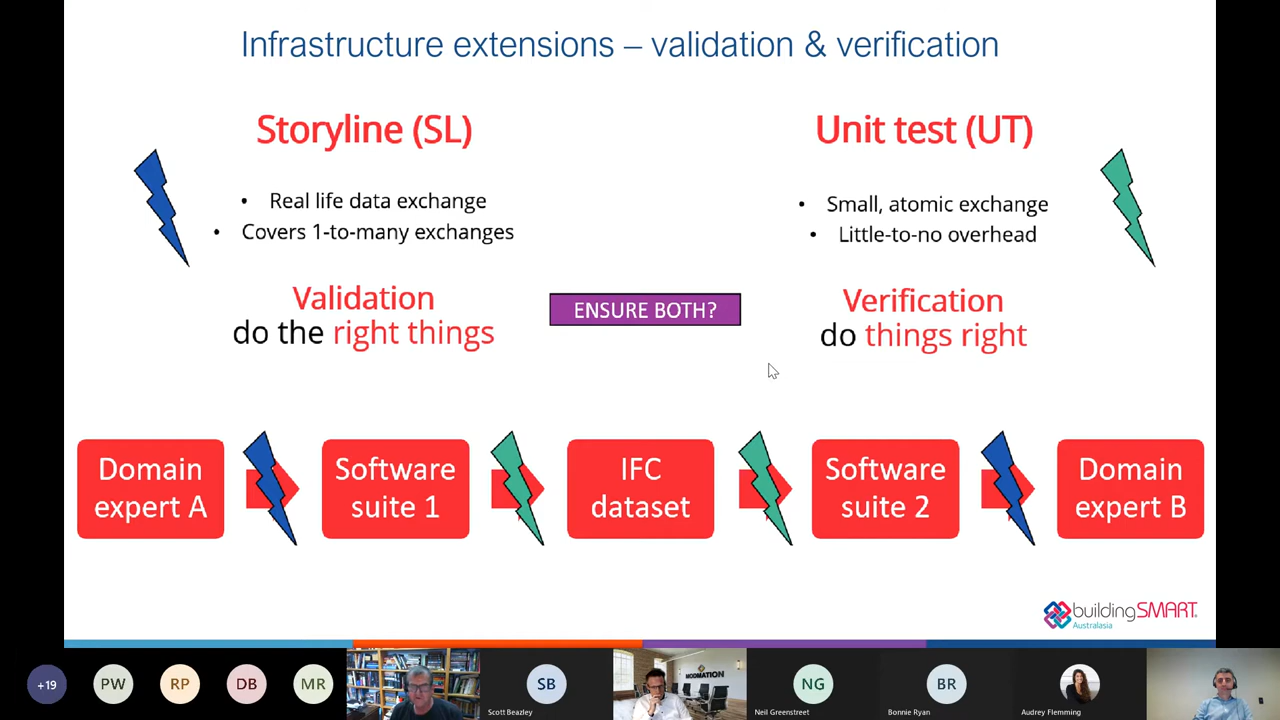 Infrastructure extensions – validation & verification
Storyline (SL)
• Real life data exchange
• Covers 1-to-many exchanges
Validation
do the right things
ENSURE BOTH?
Unit test (UT)
• Small, atomic exchange
• Little-to-no overhead
Verification
do things right
Domain
expert A
Software
suite 1
IFC
dataset
Software
suite 2
Domain
expert B
buildingSMART
Australasia
+19
PW
RP
DB
MR
SB
Scott Beazley
MODMATION
NG
Neil Greenstreet
BR
Bonnie Ryan
Audrey Flemming